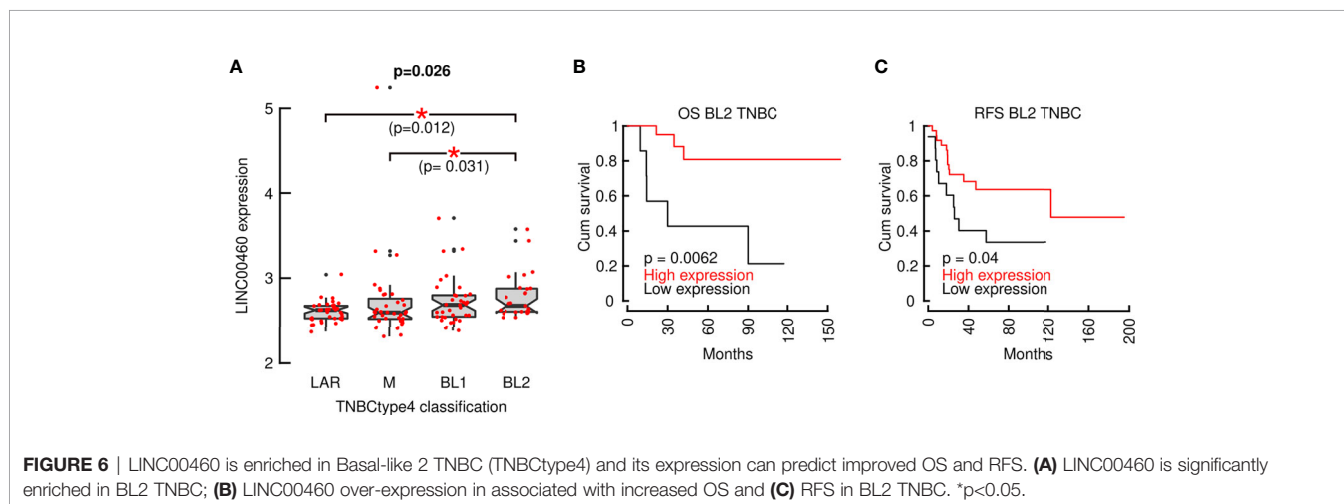 A
p=0.026
LINC00460 expression
5
4
3
2
(p=0.012)
(p= 0.031)
LAR M BL1 BL2
TNBCtype4 classification
B
OS BL2 TNBC
Cum survival
1
0.8
0.6
0.4
0.2
0
p = 0.0062
High expression
Low expression
0 30 60 90 120 150
Months
C
RFS BL2 TNBC
Cum survival
1
0.8
0.6
0.4
0.2
0
p = 0.04
High expression
Low expression
0 40 80 120 160 200
Months
FIGURE 6 | LINC00460 is enriched in Basal-like 2 TNBC (TNBCtype4) and its expression can predict improved OS and RFS. (A) LINC00460 is significantly
enriched in BL2 TNBC; (B) LINC00460 over-expression in associated with increased OS and (C) RFS in BL2 TNBC. *p<0.05.